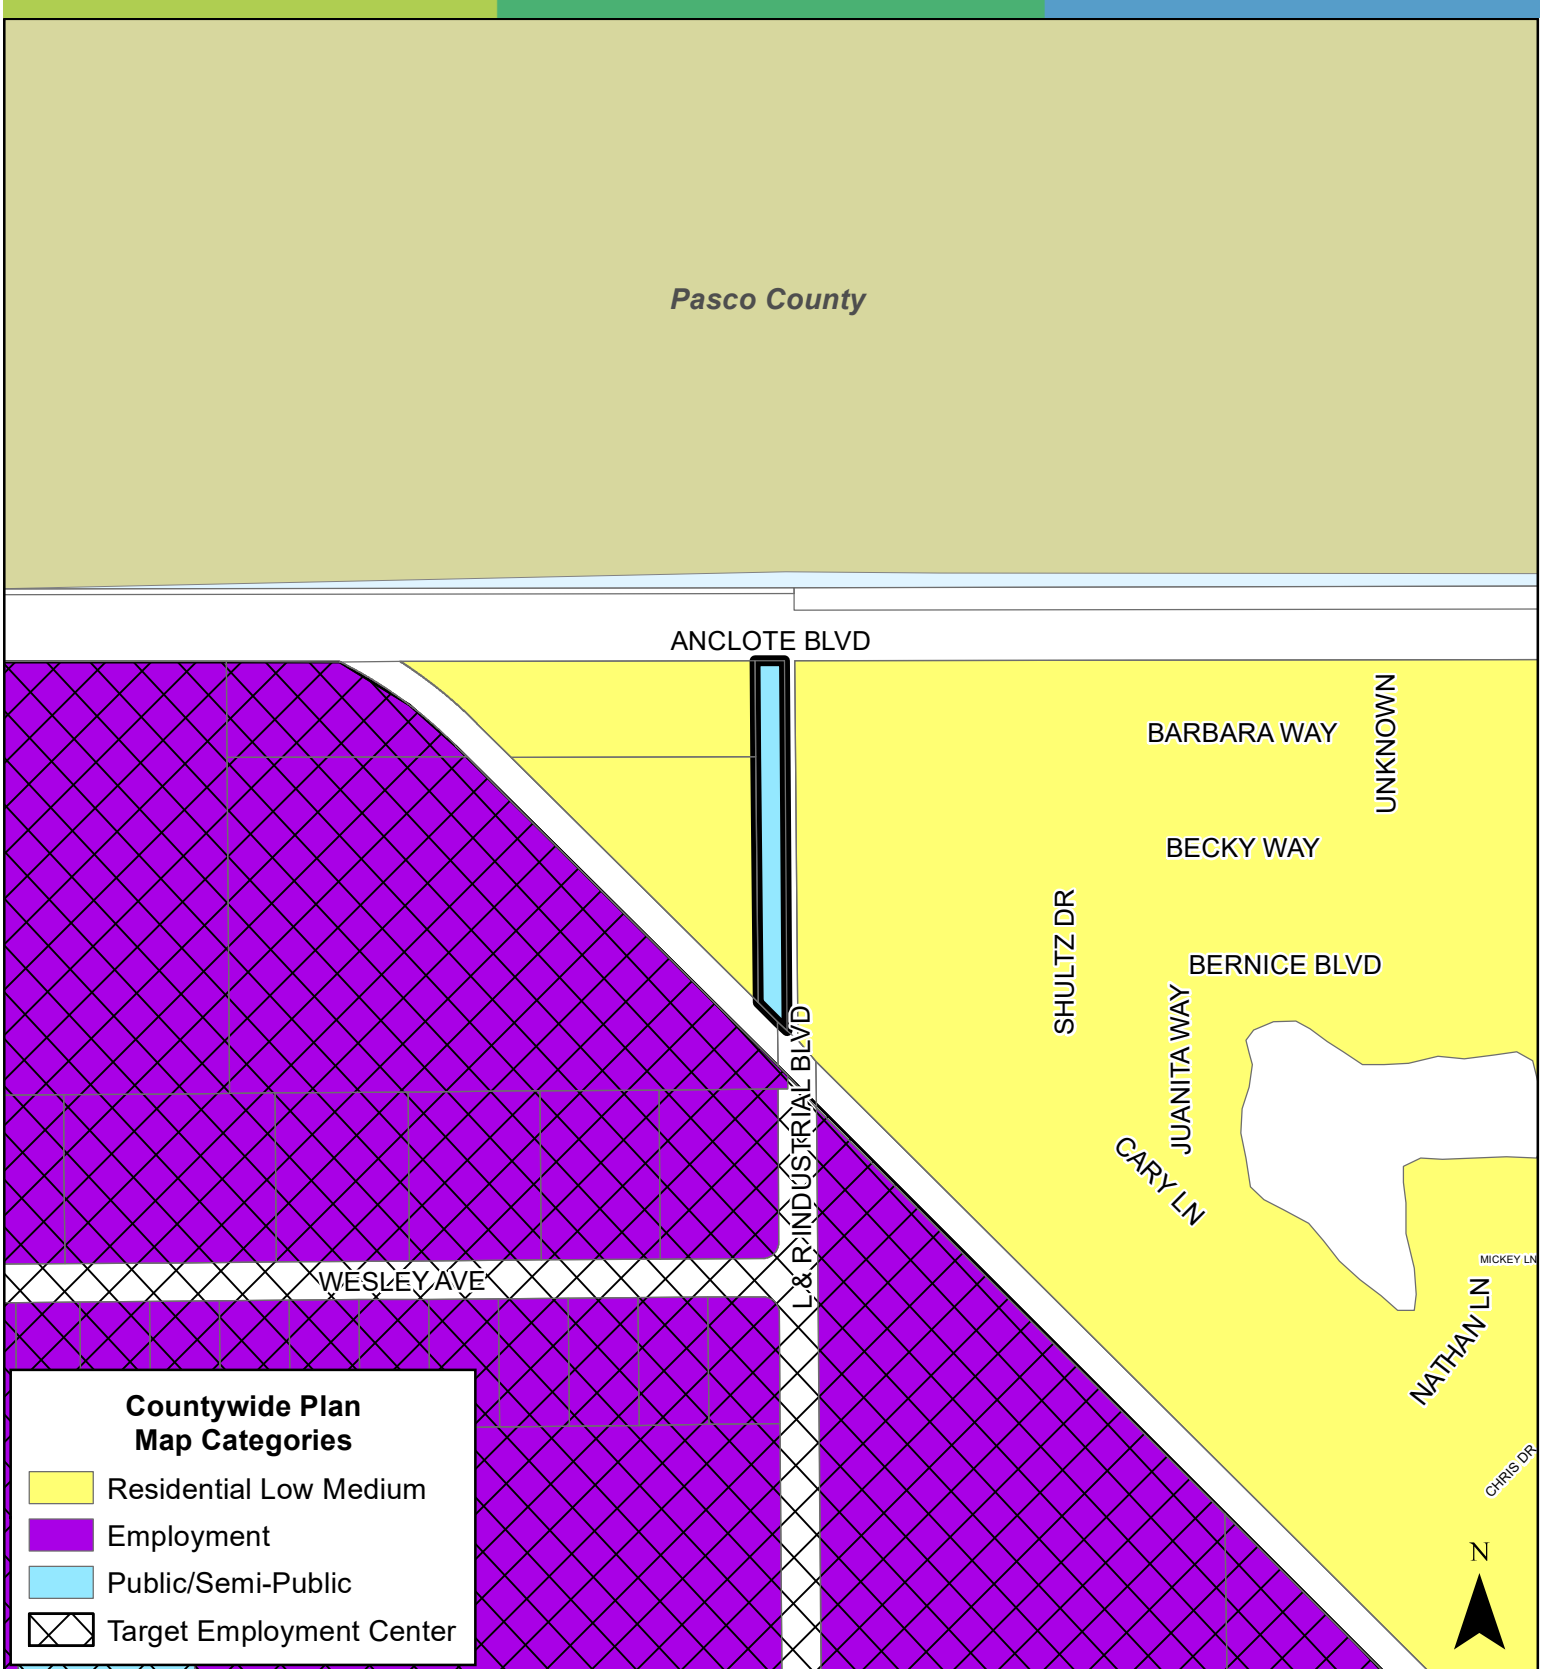 Pasco County
ANCLOTE BLVD
UNKNOWN
BARBARA WAY
BECKY WAY
SHULTZ DR
BERNICE BLVD
JUANITA WAY
L & R INDUSTRIAL BLVD
CARY LN
MICKEY LN
WESLEY AVE
NATHAN LN
CHRIS DR
Countywide Plan
Map Categories
Residential Low Medium
Employment
Public/Semi-Public
Target Employment Center
N